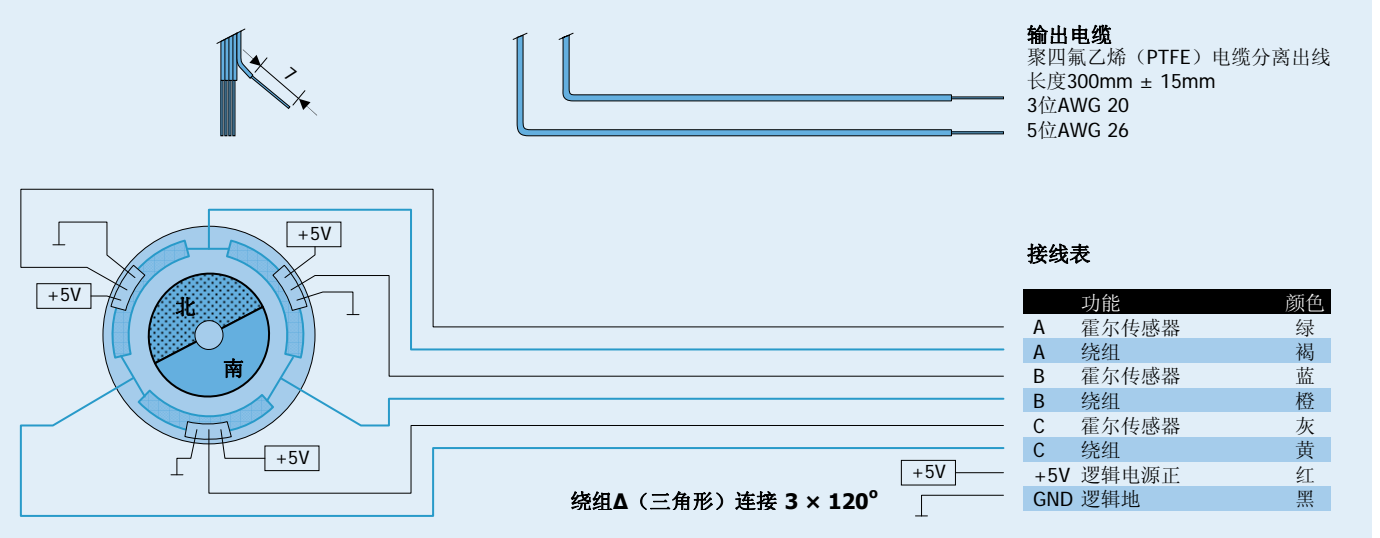 7
输出电缆
聚四氟乙烯（PTFE）电缆分离出线
长度300mm ± 15mm
3位AWG 20
5位AWG 26
+5V
+5V
北
南
+5V
+5V
绕组Δ（三角形）连接 3 × 120°
接线表
功能 颜色
A 霍尔传感器 绿
A 绕组 褐
B 霍尔传感器 蓝
B 绕组 橙
C 霍尔传感器 灰
C 绕组 黄
+5V 逻辑电源正 红
GND 逻辑地 黑